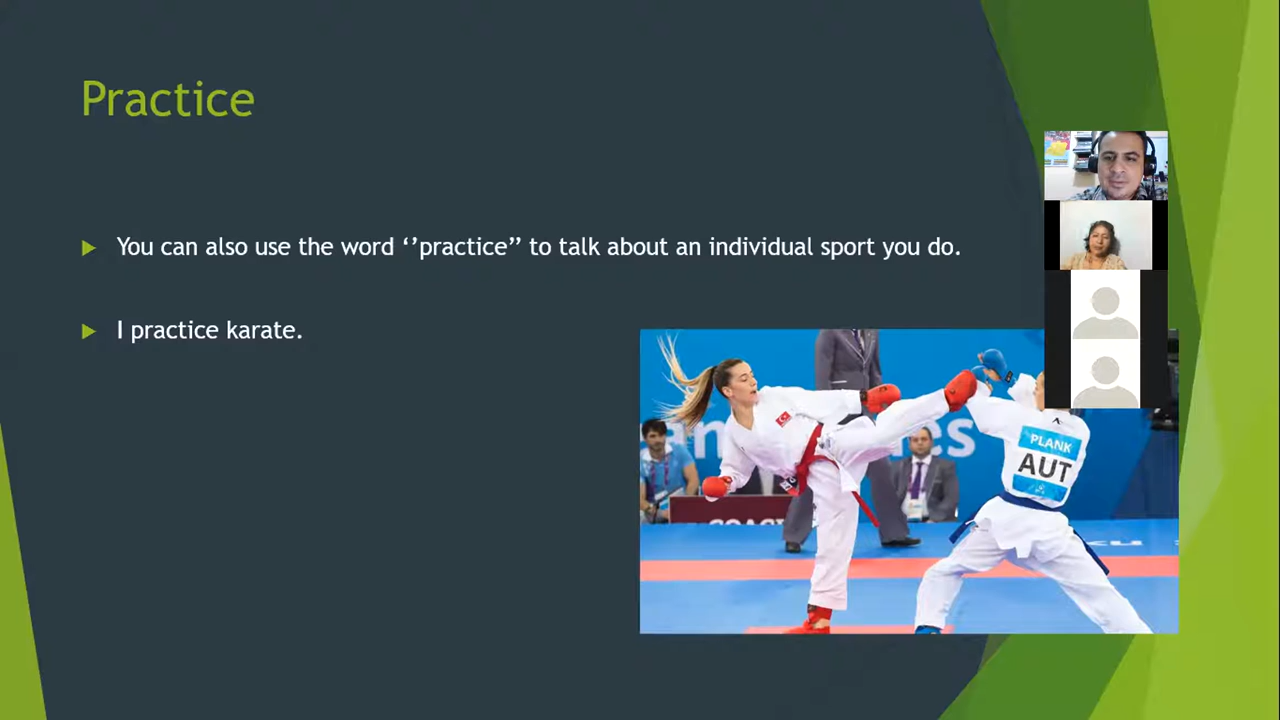 Practice
You can also use the word ‘’practice’’ to talk about an individual sport you do.
I practice karate.
PLANK
AUT